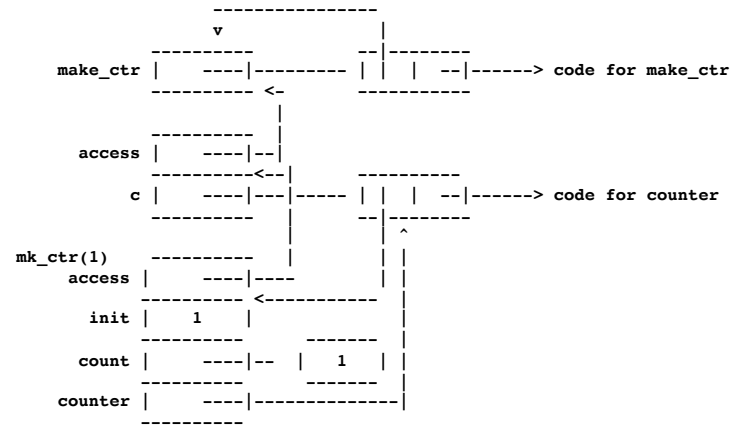 make_ctr | ----|--------- | | | --|------> code for make_ctr
access | ----|--|
c | ----|---|----- | | | --|------> code for counter
mk_ctr(1)
access | ----|----
init | 1 |
count | ----|-- | 1 |
counter | ----|--------------|